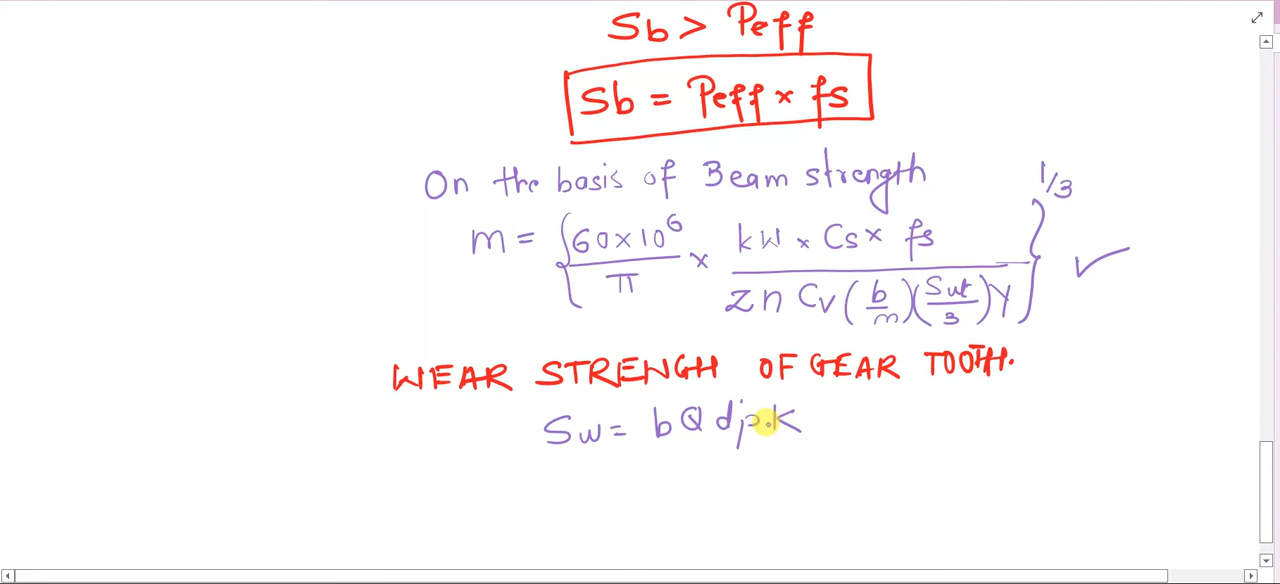 Sb > Peff
Sb = Peff × fs
On the basis of Beam strength
m = { 60×10^6 / π × kW × Cs × fs / Z n Cv (b/m) (Sut/3) Y }^1/3 ✓
WEAR STRENGH OF GEAR TOOTH.
Sw = b Q dp.K